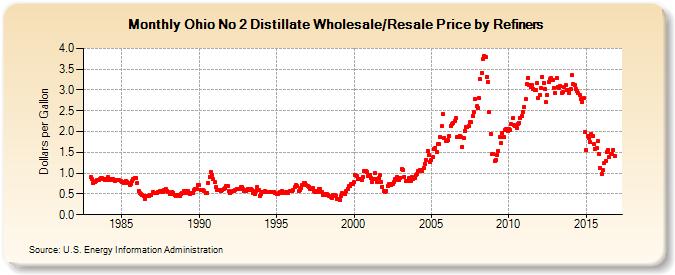 Monthly Ohio No 2 Distillate Wholesale/Resale Price by Refiners
Dollars per Gallon
4.0
3.5
3.0
2.5
2.0
1.5
1.0
0.5
0.0
1985 1990 1995 2000 2005 2010 2015
Source: U.S. Energy Information Administration